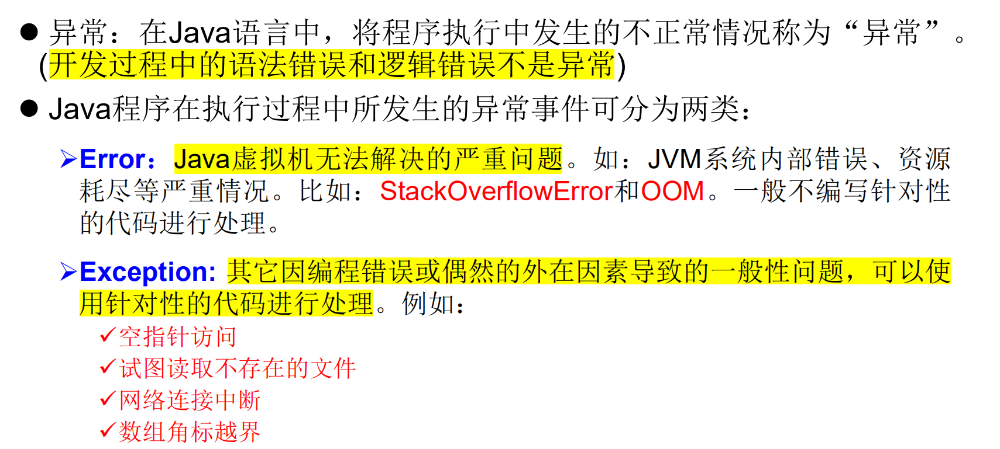 ● 异常：在Java语言中，将程序执行中发生的不正常情况称为“异常”。
(开发过程中的语法错误和逻辑错误不是异常)
● Java程序在执行过程中所发生的异常事件可分为两类：
➢Error：Java虚拟机无法解决的严重问题。如：JVM系统内部错误、资源
耗尽等严重情况。比如：StackOverflowError和OOM。一般不编写针对性
的代码进行处理。
➢Exception: 其它因编程错误或偶然的外在因素导致的一般性问题，可以使
用针对性的代码进行处理。例如：
✓空指针访问
✓试图读取不存在的文件
✓网络连接中断
✓数组角标越界